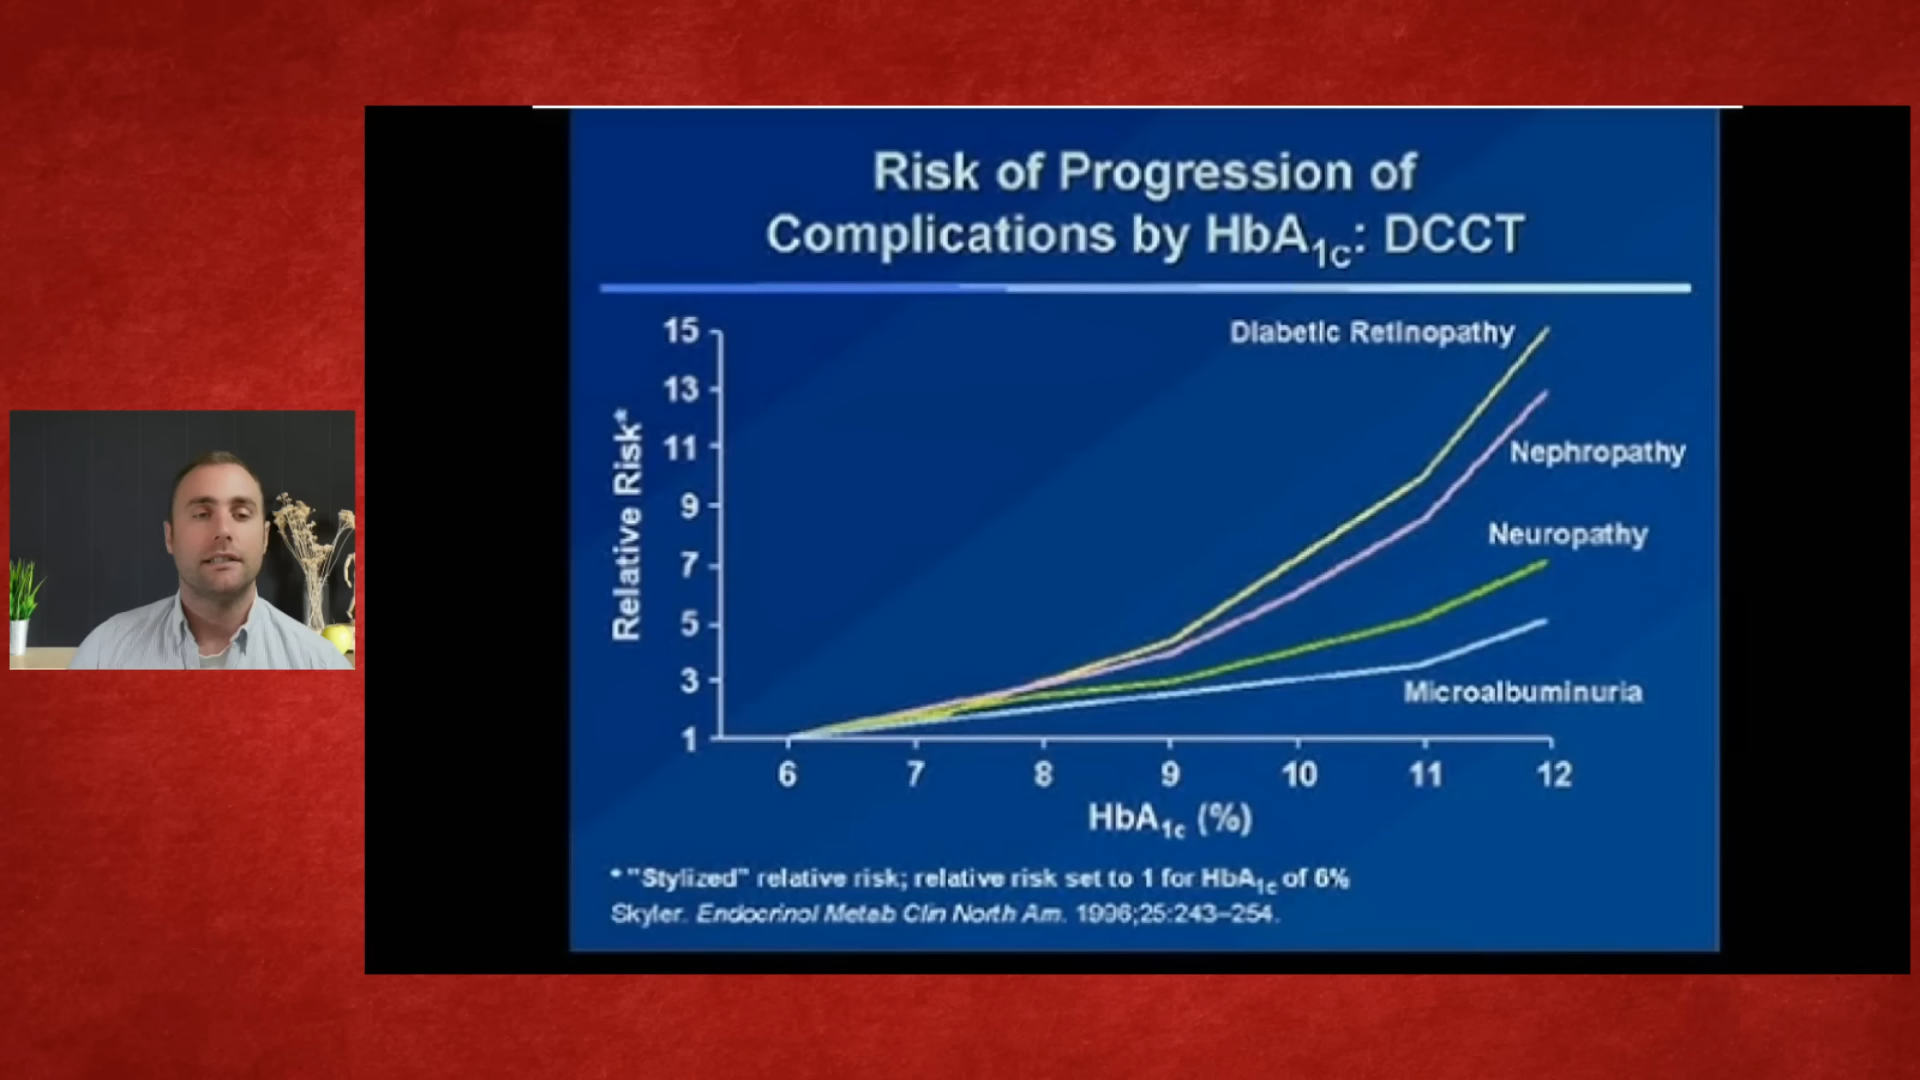 Risk of Progression of
Complications by HbA1c: DCCT
Relative Risk*
15
13
11
9
7
5
3
1
Diabetic Retinopathy
Nephropathy
Neuropathy
Microalbuminuria
6 7 8 9 10 11 12
HbA1c (%)
* "Stylized" relative risk; relative risk set to 1 for HbA1c of 6%
Skyler. Endocrinol Metab Clin North Am. 1996;25:243–254.